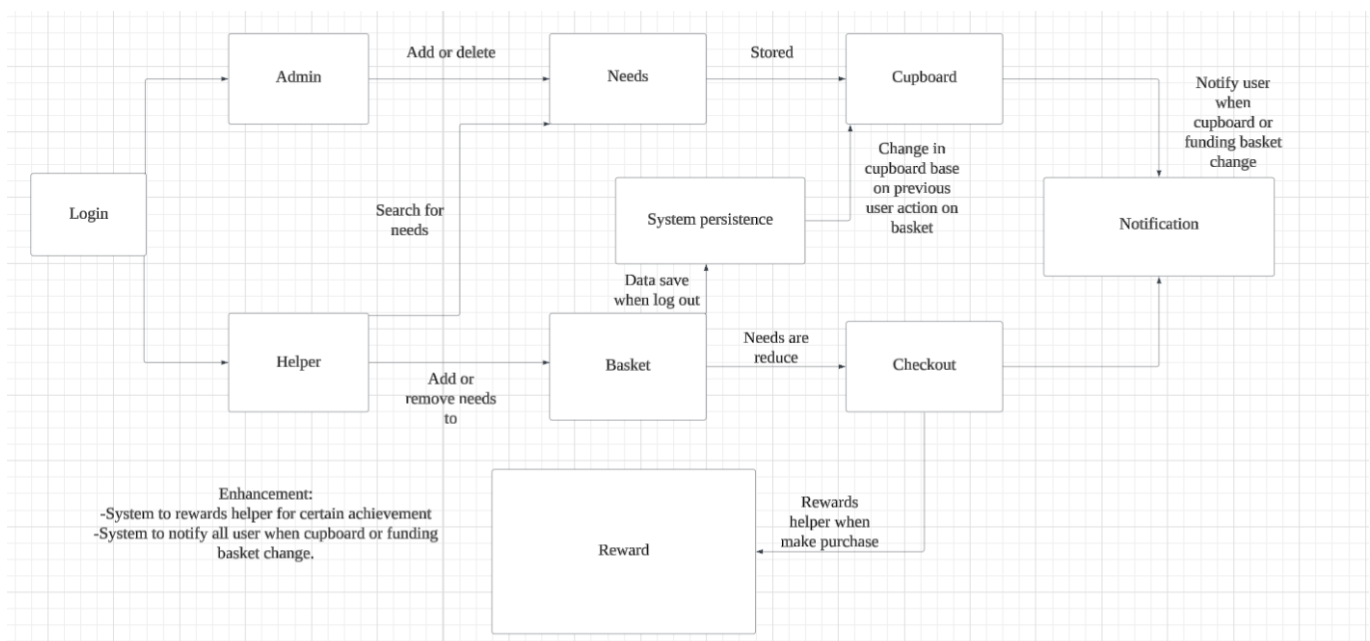 Admin
Add or delete
Needs
Stored
Cupboard
Notify user
when
cupboard or
funding basket
change
Login
Search for
needs
System persistence
Change in
cupboard base
on previous
user action on
basket
Notification
Data save
when log out
Helper
Add or
remove needs
to
Basket
Needs are
reduce
Checkout
Enhancement:
-System to rewards helper for certain achievement
-System to notify all user when cupboard or funding
basket change.
Reward
Rewards
helper when
make purchase